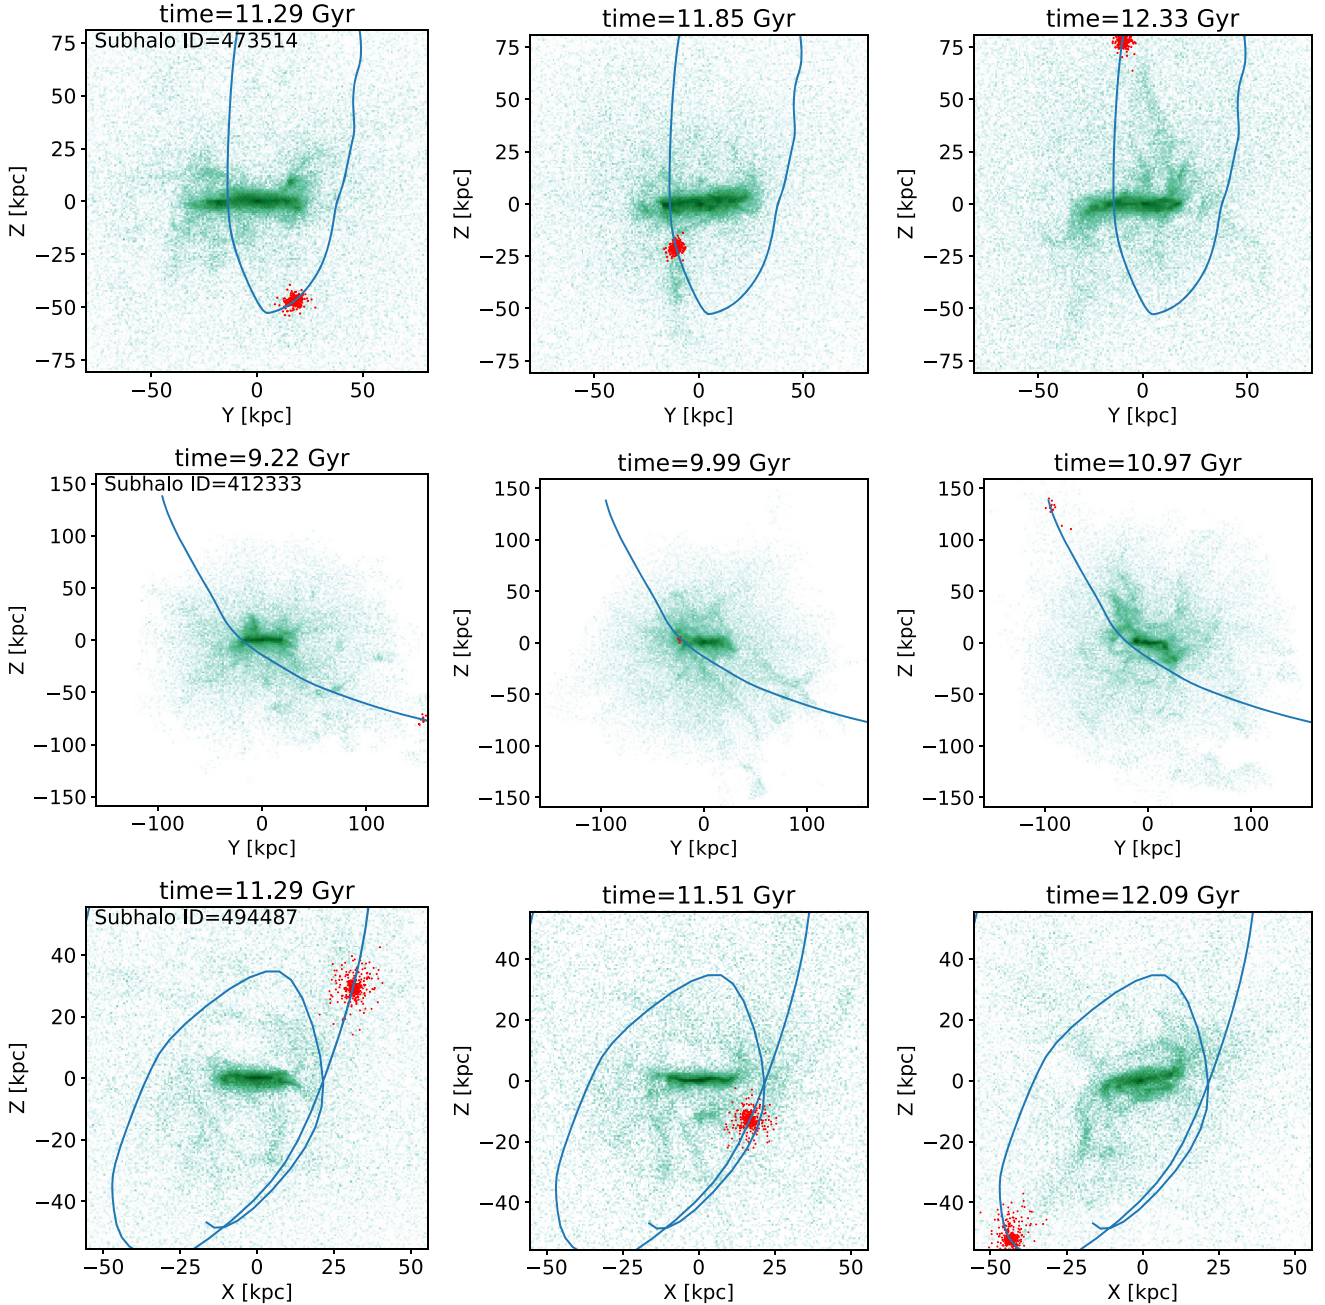 time=11.29 Gyr
time=11.85 Gyr
time=12.33 Gyr
Subhalo ID=473514
75
50
25
0
−25
−50
−75
Z [kpc]
−50 0 50
Y [kpc]
75
50
25
0
−25
−50
−75
Z [kpc]
−50 0 50
Y [kpc]
75
50
25
0
−25
−50
−75
Z [kpc]
−50 0 50
Y [kpc]
time=9.22 Gyr
time=9.99 Gyr
time=10.97 Gyr
Subhalo ID=412333
150
100
50
0
−50
−100
−150
Z [kpc]
−100 0 100
Y [kpc]
150
100
50
0
−50
−100
−150
Z [kpc]
−100 0 100
Y [kpc]
150
100
50
0
−50
−100
−150
Z [kpc]
−100 0 100
Y [kpc]
time=11.29 Gyr
time=11.51 Gyr
time=12.09 Gyr
Subhalo ID=494487
40
20
0
−20
−40
Z [kpc]
−50 −25 0 25 50
X [kpc]
40
20
0
−20
−40
Z [kpc]
−50 −25 0 25 50
X [kpc]
40
20
0
−20
−40
Z [kpc]
−50 −25 0 25 50
X [kpc]